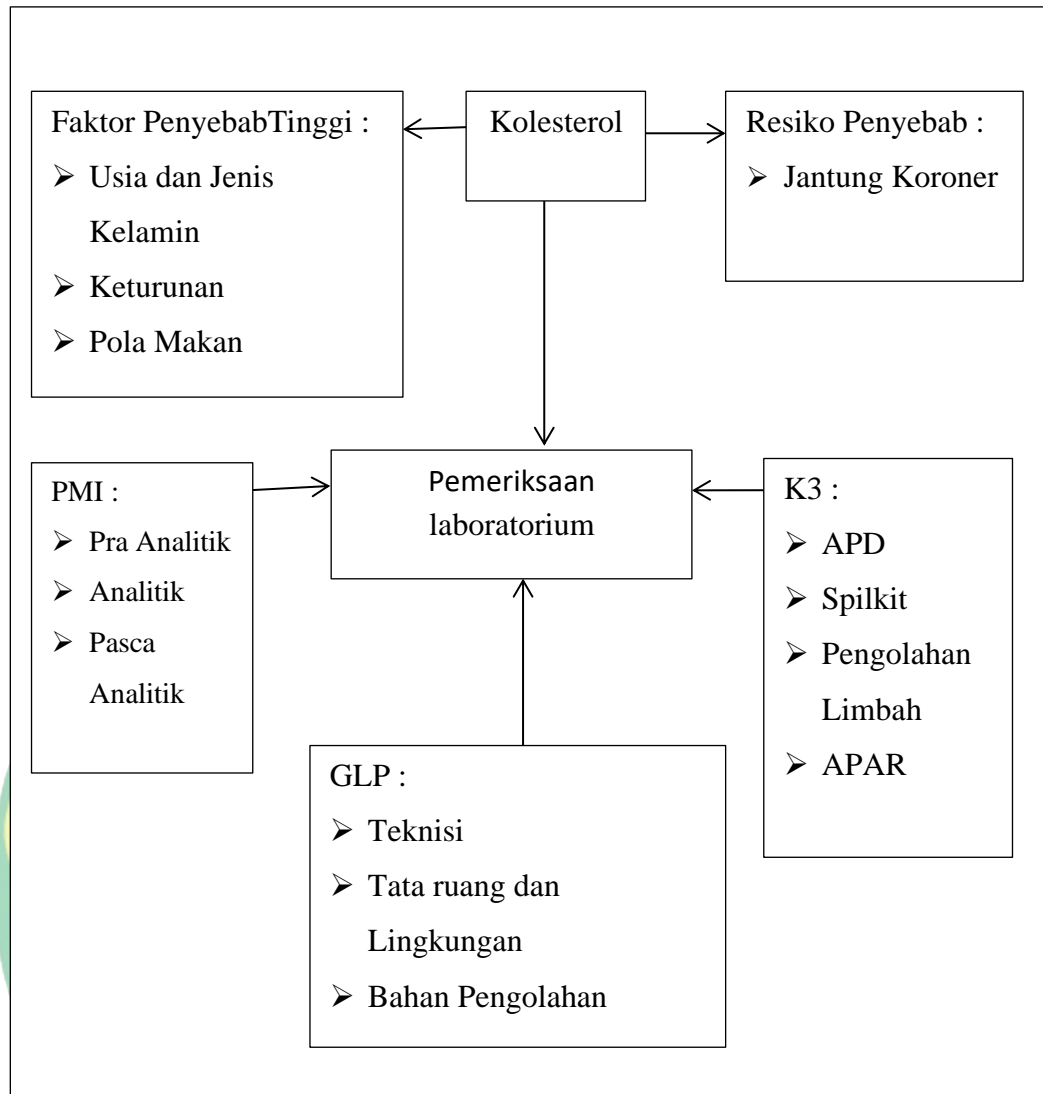 Faktor PenyebabTinggi :
➢ Usia dan Jenis
Kelamin
➢ Keturunan
➢ Pola Makan
Kolesterol
Resiko Penyebab :
➢ Jantung Koroner
PMI :
➢ Pra Analitik
➢ Analitik
➢ Pasca
Analitik
Pemeriksaan
laboratorium
K3 :
➢ APD
➢ Spilkit
➢ Pengolahan
Limbah
➢ APAR
GLP :
➢ Teknisi
➢ Tata ruang dan
Lingkungan
➢ Bahan Pengolahan